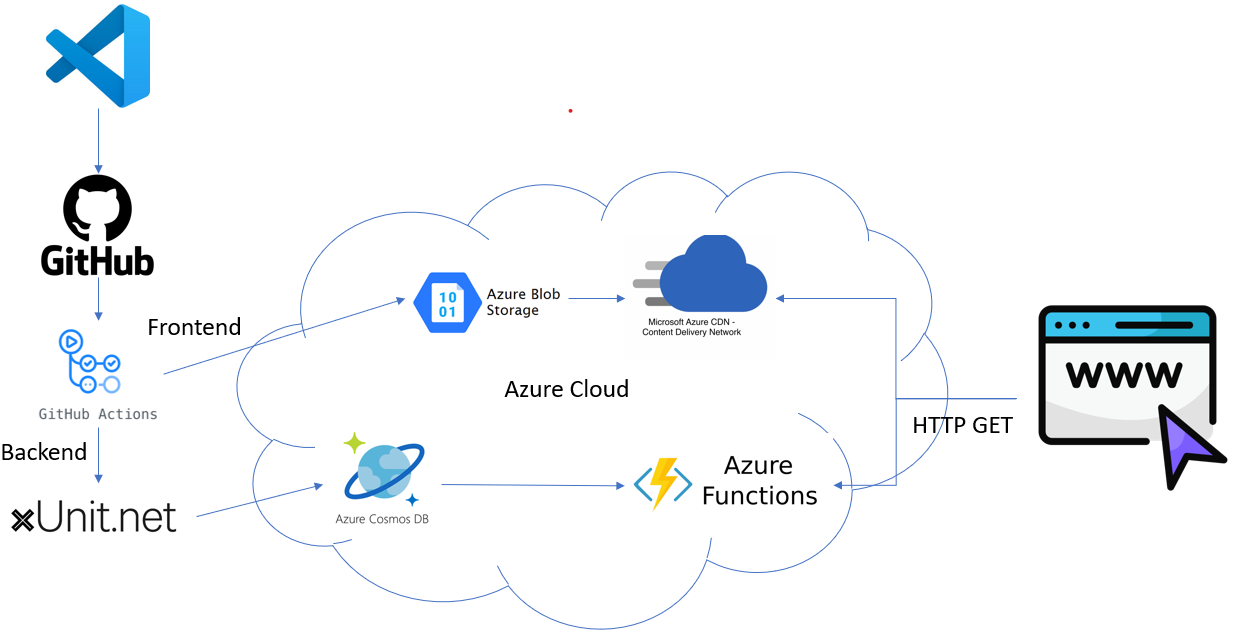 GitHub
Frontend
10
01
Azure Blob
Storage
Microsoft Azure CDN -
Content Delivery Network
WWW
GitHub Actions
Azure Cloud
HTTP GET
Backend
xUnit.net
Azure Cosmos DB
Azure
Functions